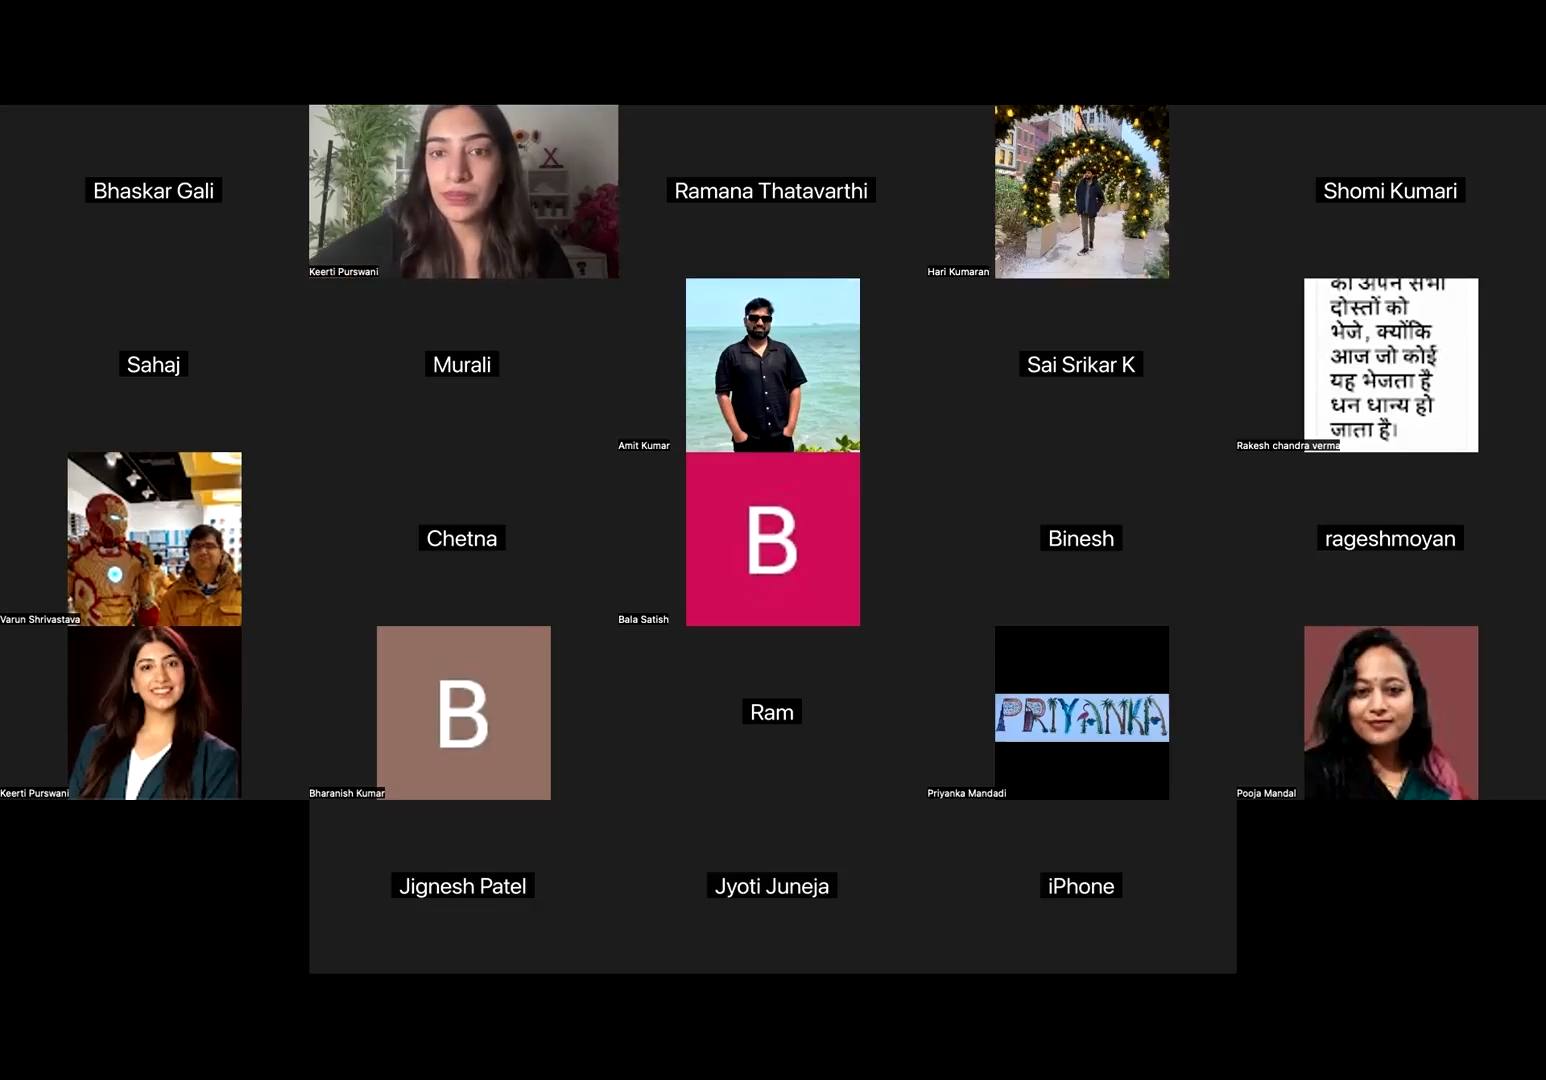 Bhaskar Gali
Keerti Purswani
Ramana Thatavarthi
Hari Kumaran
Shomi Kumari
Sahaj
Murali
Amit Kumar
Sai Srikar K
को अपने सभी
दोस्तों को
भेजे, क्योंकि
आज जो कोई
यह भेजता है
धन धान्य हो
जाता है।
Rakesh chandra verma
Varun Shrivastava
Chetna
B
Bala Satish
Binesh
rageshmoyan
Keerti Purswani
B
Bharanish Kumar
Ram
PRIYANKA
Priyanka Mandadi
Pooja Mandal
Jignesh Patel
Jyoti Juneja
iPhone